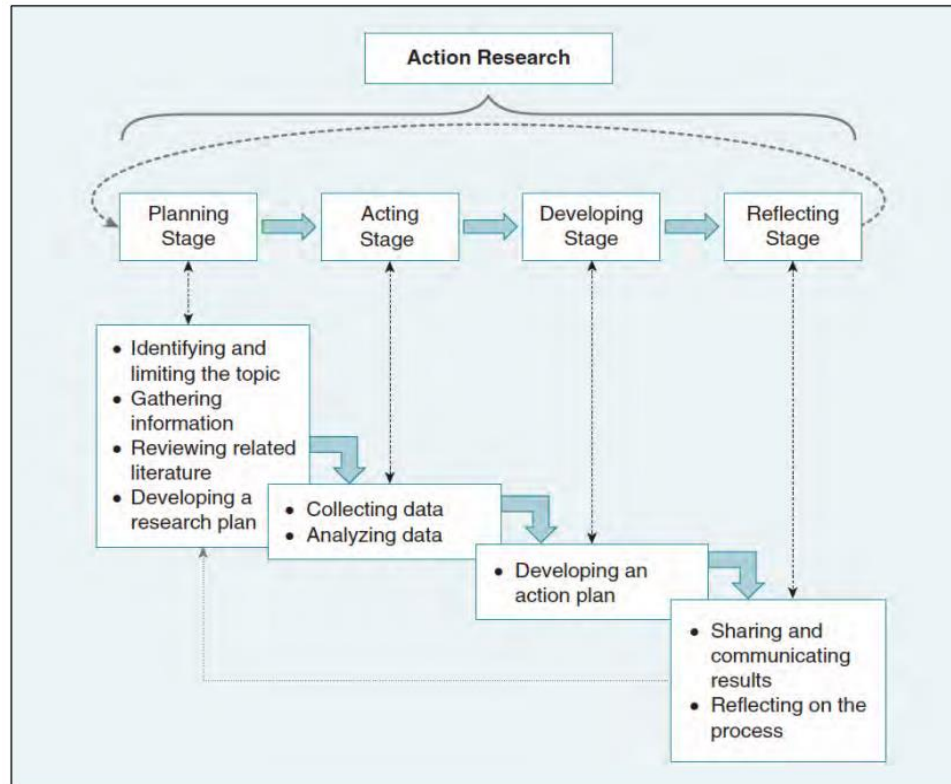 Action Research
Planning
Stage
Acting
Stage
Developing
Stage
Reflecting
Stage
• Identifying and
limiting the topic
• Gathering
information
• Reviewing related
literature
• Developing a
research plan
• Collecting data
• Analyzing data
• Developing an
action plan
• Sharing and
communicating
results
• Reflecting on the
process